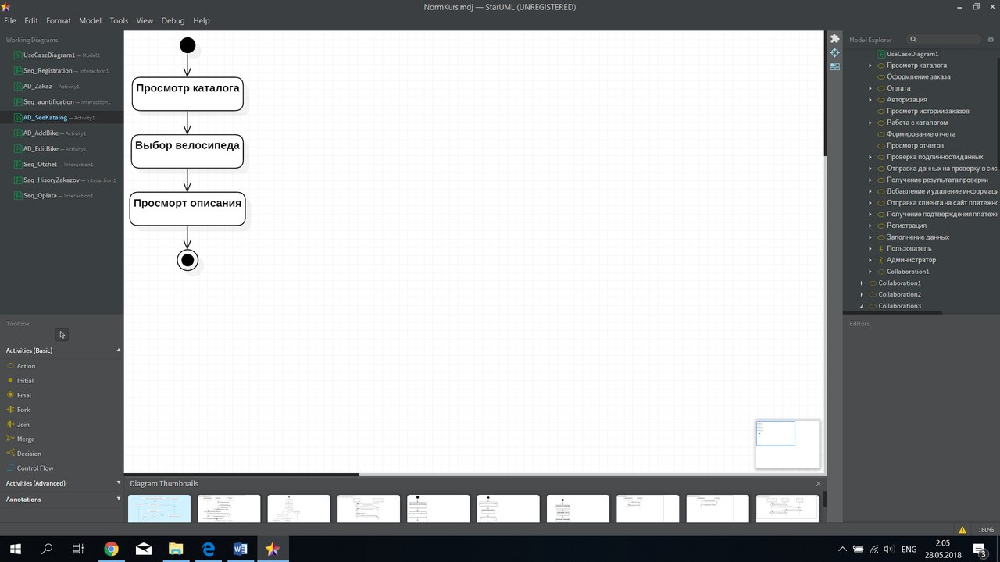 NormKurs.mdj — StarUML (UNREGISTERED)
File Edit Format Model Tools View Debug Help
Working Diagrams
UseCaseDiagram1 — Model2
Seq_Registration — Interaction1
AD_Zakaz — Activity1
Seq_auntification — Interaction1
AD_SeeKatalog — Activity1
AD_AddBike — Activity1
AD_EditBike — Activity1
Seq_Otchet — Interaction1
Seq_HisoryZakazov — Interaction1
Seq_Oplata — Interaction1
Toolbox
Activities (Basic)
Action
Initial
Final
Fork
Join
Merge
Decision
Control Flow
Activities (Advanced)
Annotations
Просмотр каталога
Выбор велосипеда
Просморт описания
Diagram Thumbnails
Model Explorer
UseCaseDiagram1
Просмотр каталога
Оформление заказа
Оплата
Авторизация
Просмотр истории заказов
Работа с каталогом
Формирование отчета
Просмотр отчетов
Проверка подлинности данных
Отправка данных на проверку в сис
Получение результата проверки
Добавление и удаление информаци
Отправка клиента на сайт платежно
Получение подтверждения платежн
Регистрация
Заполнение данных
Пользователь
Администратор
Collaboration1
Collaboration1
Collaboration2
Collaboration3
Editors
160%
ENG
2:05
28.05.2018
3